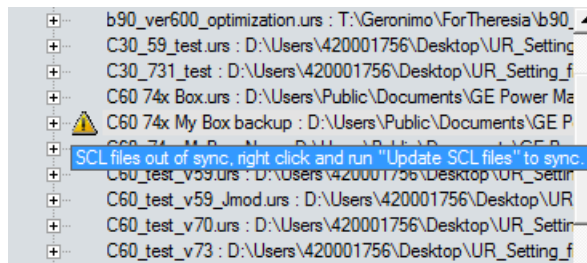 b90_ver600_optimization.urs : T:\Geronimo\ForTheresia\b90_
C30_59_test.urs : D:\Users\420001756\Desktop\UR_Setting
C30_731_test : D:\Users\420001756\Desktop\UR_Setting_f
C60 74x Box.urs : D:\Users\Public\Documents\GE Power Ma
C60 74x My Box backup : D:\Users\Public\Documents\GE P
SCL files out of sync, right click and run "Update SCL files" to sync.
C60_test_v59.urs : D:\Users\420001756\Desktop\UR_Settin
C60_test_v59_Jmod.urs : D:\Users\420001756\Desktop\UR
C60_test_v70.urs : D:\Users\420001756\Desktop\UR_Settin
C60_test_v73 : D:\Users\420001756\Desktop\UR_Setting_f